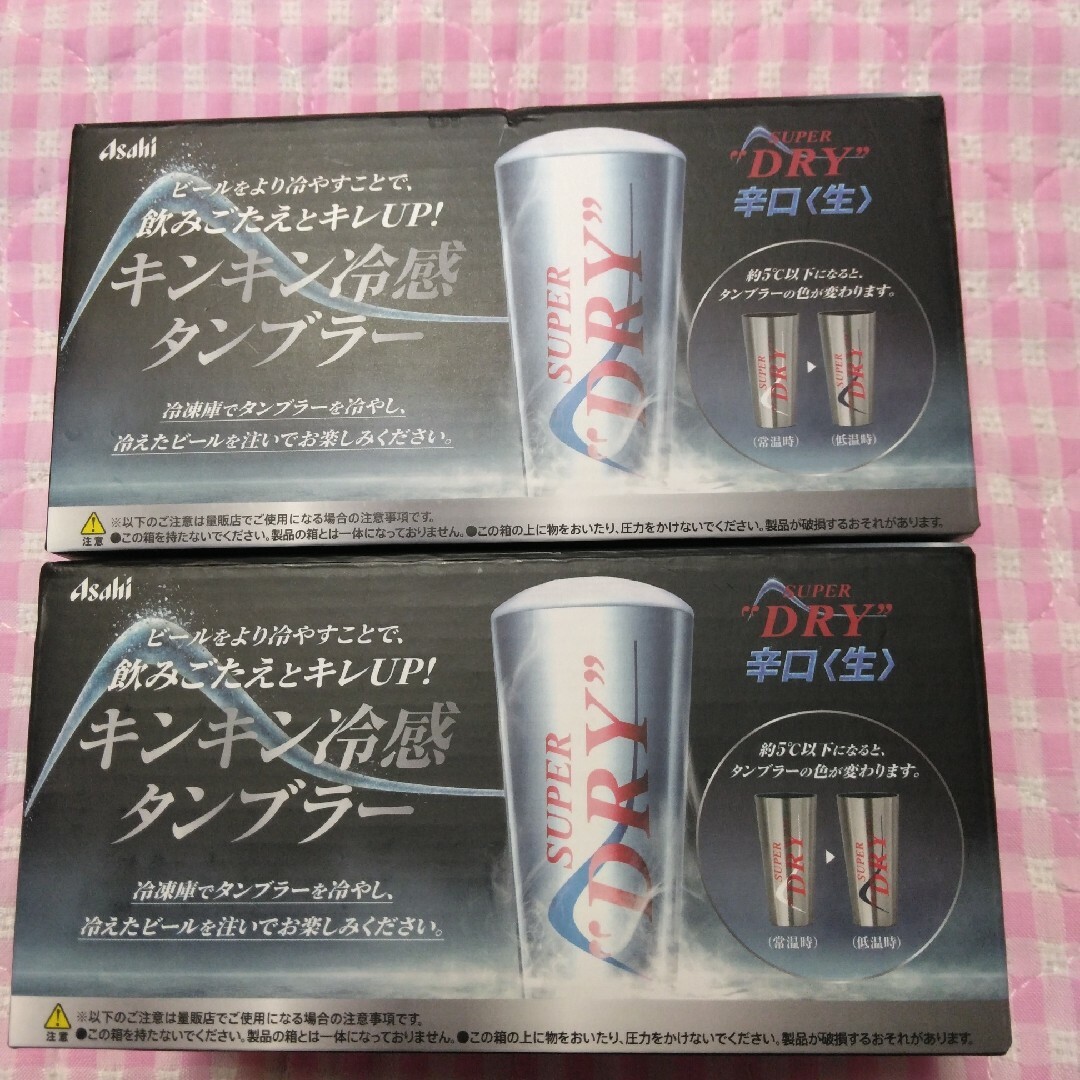 Asahi
ビールをより冷やすことで、
飲みごたえとキレUP!
キンキン冷感
タンブラー
冷凍庫でタンブラーを冷やし、
冷えたビールを注いでお楽しみください。
SUPER
"DRY"
SUPER
"DRY"
辛口〈生〉
約5℃以下になると、
タンブラーの色が変わります。
SUPER
DRY
SUPER
DRY
(常温時)
(低温時)
注意
※以下のご注意は量販店でご使用になる場合の注意事項です。
●この箱を持たないでください。製品の箱とは一体になっておりません。●この箱の上に物をおいたり、圧力をかけないでください。製品が破損するおそれがあります。
Asahi
ビールをより冷やすことで、
飲みごたえとキレUP!
キンキン冷感
タンブラー
冷凍庫でタンブラーを冷やし、
冷えたビールを注いでお楽しみください。
SUPER
"DRY"
SUPER
"DRY"
辛口〈生〉
約5℃以下になると、
タンブラーの色が変わります。
SUPER
DRY
SUPER
DRY
(常温時)
(低温時)
注意
※以下のご注意は量販店でご使用になる場合の注意事項です。
●この箱を持たないでください。製品の箱とは一体になっておりません。●この箱の上に物をおいたり、圧力をかけないでください。製品が破損するおそれがあります。